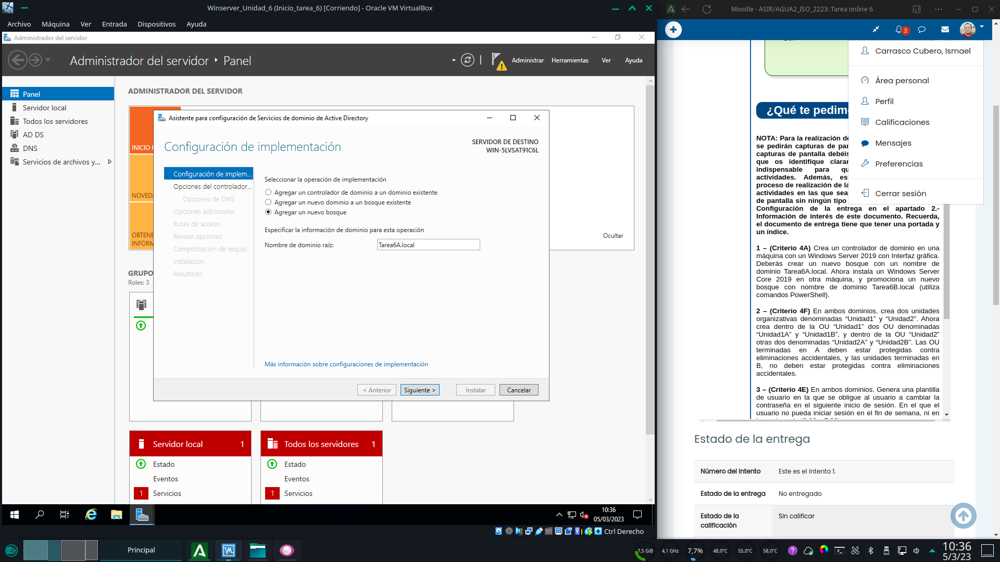 Winserver_Unidad_6 (Inicio_tarea_6) [Corriendo] - Oracle VM VirtualBox
Archivo Máquina Ver Entrada Dispositivos Ayuda
Administrador del servidor
Administrador del servidor Panel
Administrar Herramientas Ver Ayuda
Panel
Servidor local
Todos los servidores
AD DS
DNS
Servicios de archivos y...
ADMINISTRADOR DEL SERVIDOR
INICIO
NOVED
OBTENE
INFORM
Ocultar
GRUPO
Roles: 3
Asistente para configuración de Servicios de dominio de Active Directory
Configuración de implementación
SERVIDOR DE DESTINO
WIN-5LVSAT91C6L
Configuración de implem...
Opciones del controlador...
Opciones de DNS
Opciones adicionales
Rutas de acceso
Revisar opciones
Comprobación de requisi...
Instalación
Resultado
Seleccionar la operación de implementación
Agregar un controlador de dominio a un dominio existente
Agregar un nuevo dominio a un bosque existente
Agregar un nuevo bosque
Especificar la información de dominio para esta operación
Nombre de dominio raíz:
Tarea6A.local
Más información sobre configuraciones de implementación
< Anterior Siguiente > Instalar Cancelar
Servidor local 1
Estado
Eventos
1 Servicios
Todos los servidores 1
Estado
Eventos
1 Servicios
10:36
05/03/2023
Ctrl Derecho
Moodle - ASIR/AGUA2_ISO_2223: Tarea online 6
3
Carrasco Cubero, Ismael
Área personal
Perfil
Calificaciones
Mensajes
Preferencias
Cerrar sesión
¿Qué te pedim
NOTA: Para la realización de
se pedirán capturas de pan
capturas de pantalla debéis
que os identifique claram
indispensable para qu
actividades. Además, es
proceso de realización de la
actividades en las que sea
de pantalla sin ningún tipo
Configuración de la entrega en el apartado 2.-
Información de interés de este documento. Recuerda,
el documento de entrega tiene que tener una portada y
un índice.
1 – (Criterio 4A) Crea un controlador de dominio en una
máquina con un Windows Server 2019 con Interfaz gráfica.
Deberás crear un nuevo bosque con un nombre de
dominio Tarea6A.local. Ahora instala un Windows Server
Core 2019 en otra máquina, y promociona un nuevo
bosque con nombre de dominio Tarea6B.local (utiliza
comandos PowerShell).
2 – (Criterio 4F) En ambos dominios, crea dos unidades
organizativas denominadas “Unidad1” y “Unidad2”. Ahora
crea dentro de la OU “Unidad1” dos OU denominadas
“Unidad1A” y “Unidad1B”, y dentro de la OU “Unidad2”
otras dos denominadas “Unidad2A” y “Unidad2B”. Las OU
terminadas en A deben estar protegidas contra
eliminaciones accidentales, y las unidades terminadas en
B, no deben estar protegidas contra eliminaciones
accidentales.
3 – (Criterio 4E) En ambos dominios. Genera una plantilla
de usuario en la que se obligue al usuario a cambiar la
contraseña en el siguiente inicio de sesión. En el que el
usuario no pueda iniciar sesión en el fin de semana, ni en
Estado de la entrega
Número del intento Este es el intento 1.
Estado de la entrega No entregado
Estado de la
calificación
Sin calificar
Principal
7,5 GiB 4,1 GHz 7,7% 48,0°C 55,0°C 58,0°C
10:36
5/3/23